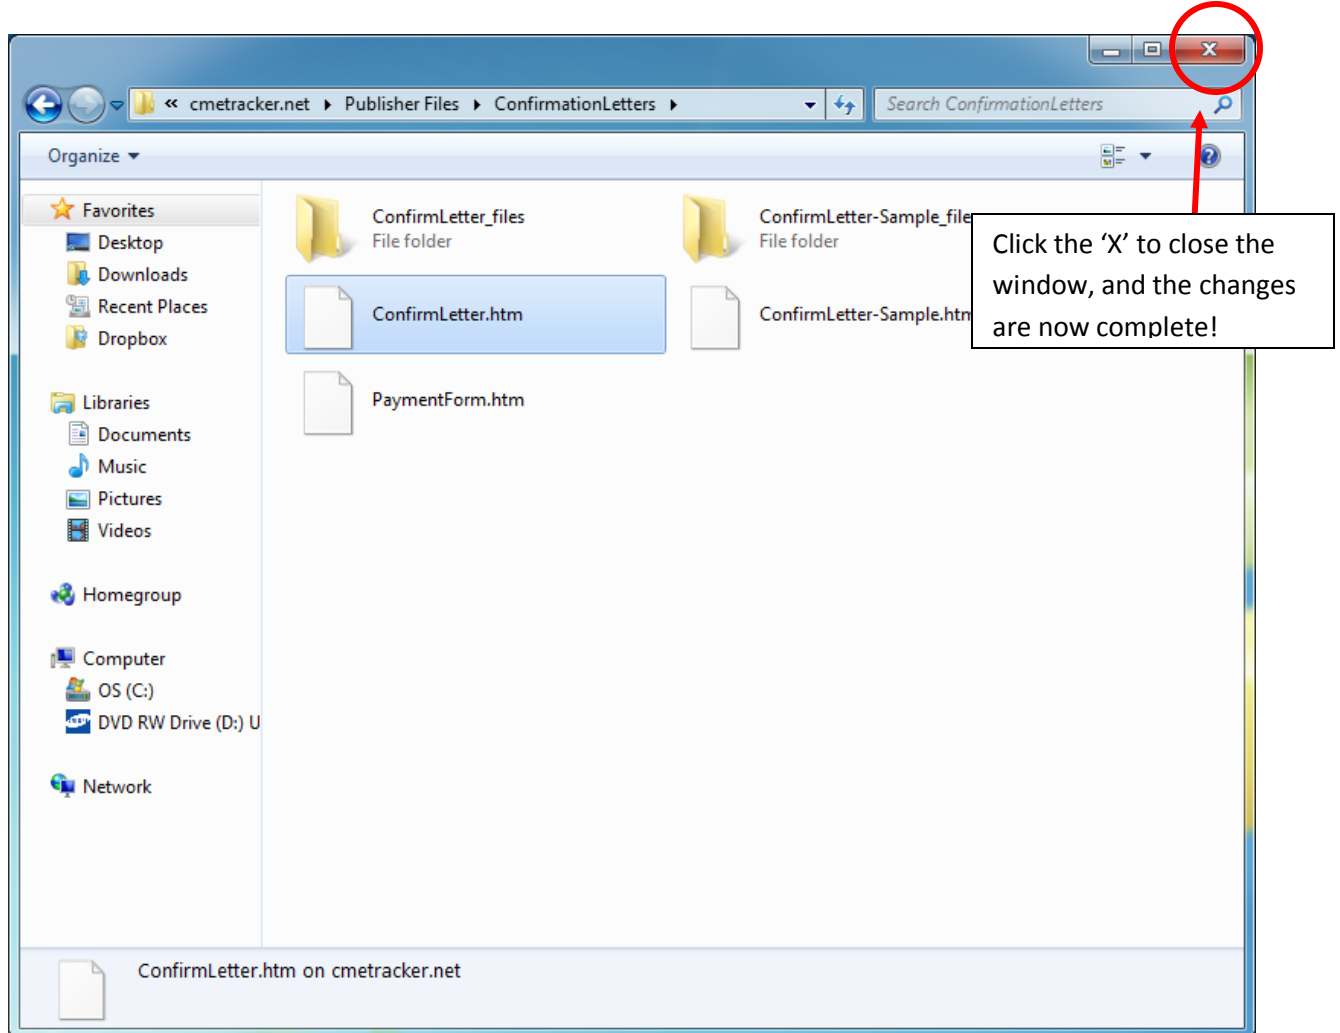 X
« cmetracker.net ▸ Publisher Files ▸ ConfirmationLetters ▸
Search ConfirmationLetters
Organize
Favorites
Desktop
Downloads
Recent Places
Dropbox
Libraries
Documents
Music
Pictures
Videos
Homegroup
Computer
OS (C:)
DVD RW Drive (D:) U
Network
ConfirmLetter_files
File folder
ConfirmLetter-Sample_file
File folder
ConfirmLetter.htm
ConfirmLetter-Sample.htm
PaymentForm.htm
Click the ‘X’ to close the
window, and the changes
are now complete!
ConfirmLetter.htm on cmetracker.net